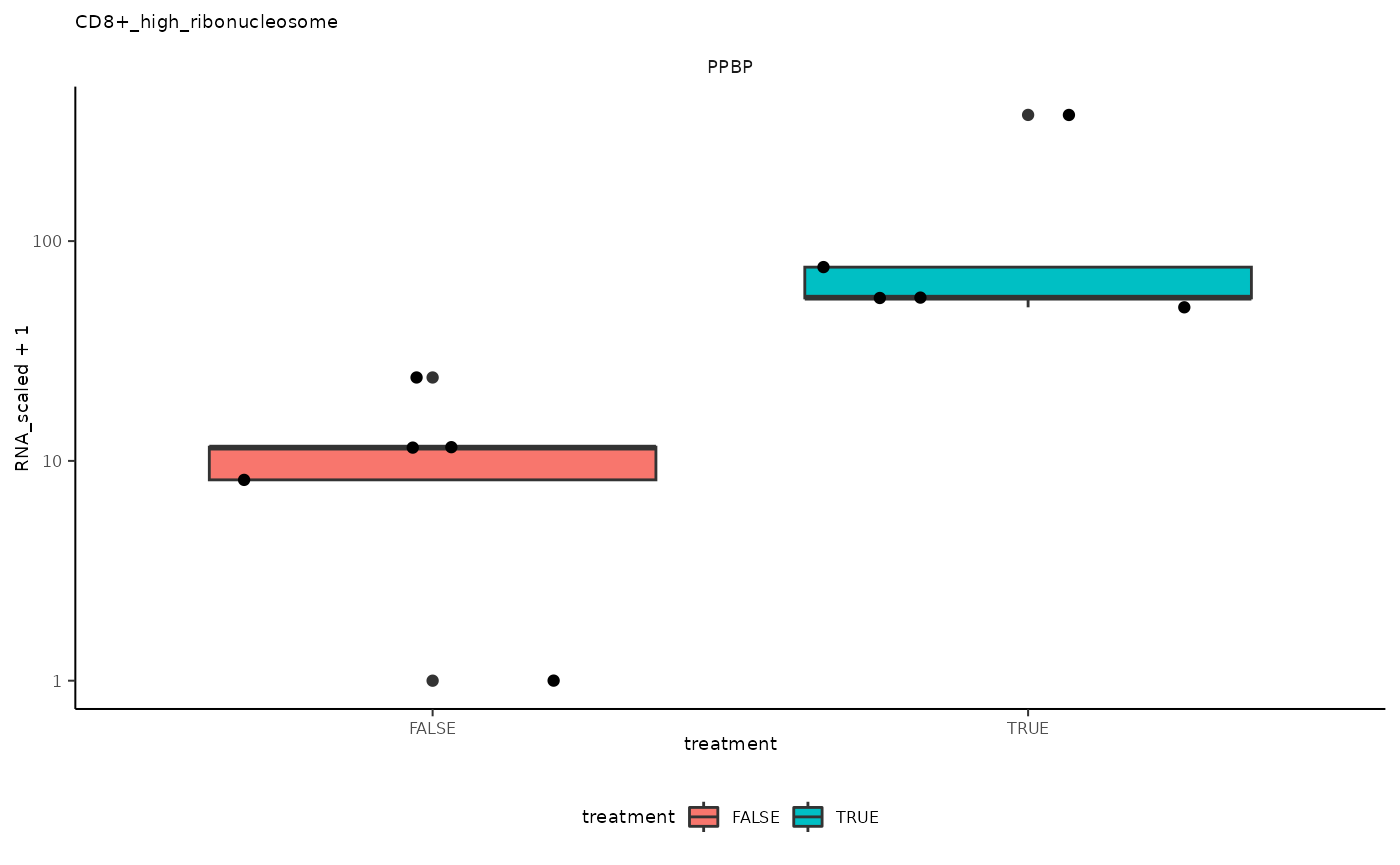 CD8+_high_ribonucleosome
PPBP
100
10
1
RNA_scaled + 1
FALSE
TRUE
treatment
treatment FALSE TRUE